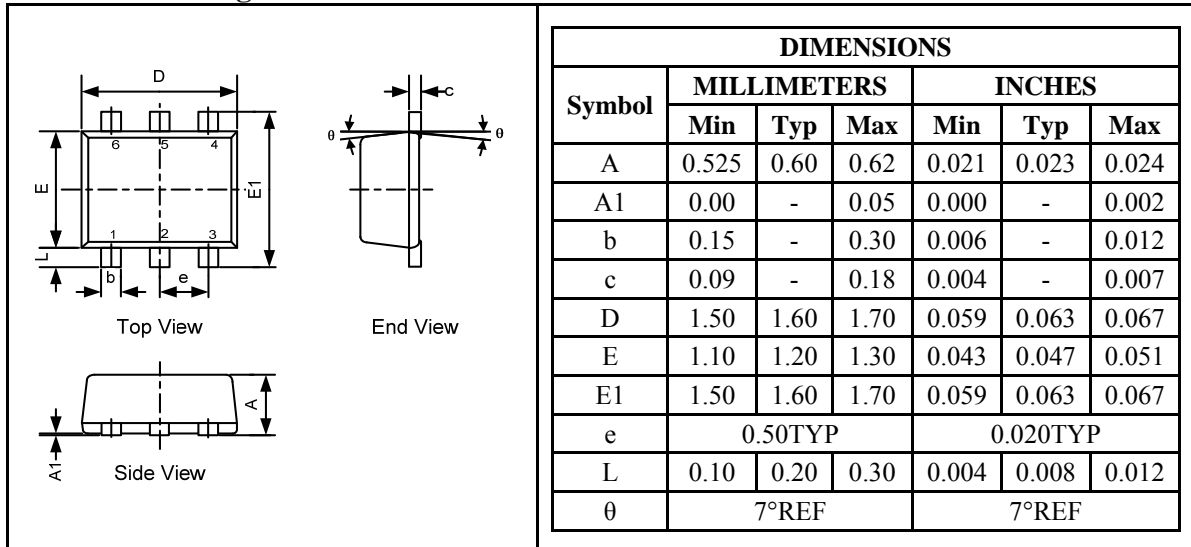 D
c
θ
θ
6 5 4
E
E1
1 2 3
L
b
e
Top View
End View
A
A1
Side View
DIMENSIONS
Symbol MILLIMETERS INCHES
Min Typ Max Min Typ Max
A 0.525 0.60 0.62 0.021 0.023 0.024
A1 0.00 - 0.05 0.000 - 0.002
b 0.15 - 0.30 0.006 - 0.012
c 0.09 - 0.18 0.004 - 0.007
D 1.50 1.60 1.70 0.059 0.063 0.067
E 1.10 1.20 1.30 0.043 0.047 0.051
E1 1.50 1.60 1.70 0.059 0.063 0.067
e 0.50TYP 0.020TYP
L 0.10 0.20 0.30 0.004 0.008 0.012
θ 7°REF 7°REF